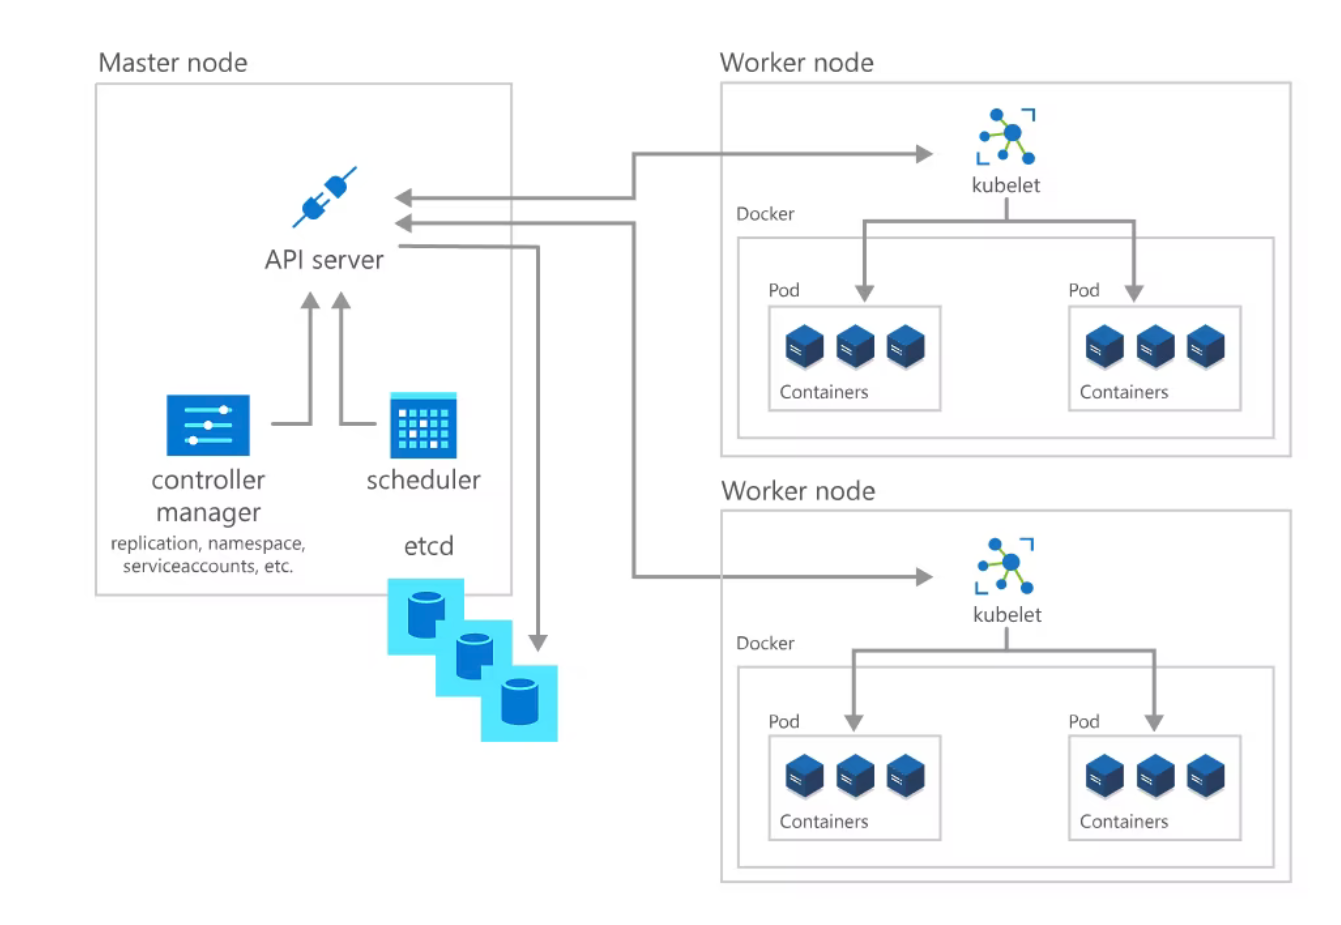 Master node
API server
controller
manager
replication, namespace,
serviceaccounts, etc.
scheduler
etcd
Worker node
kubelet
Docker
Pod
Containers
Pod
Containers
Worker node
kubelet
Docker
Pod
Containers
Pod
Containers